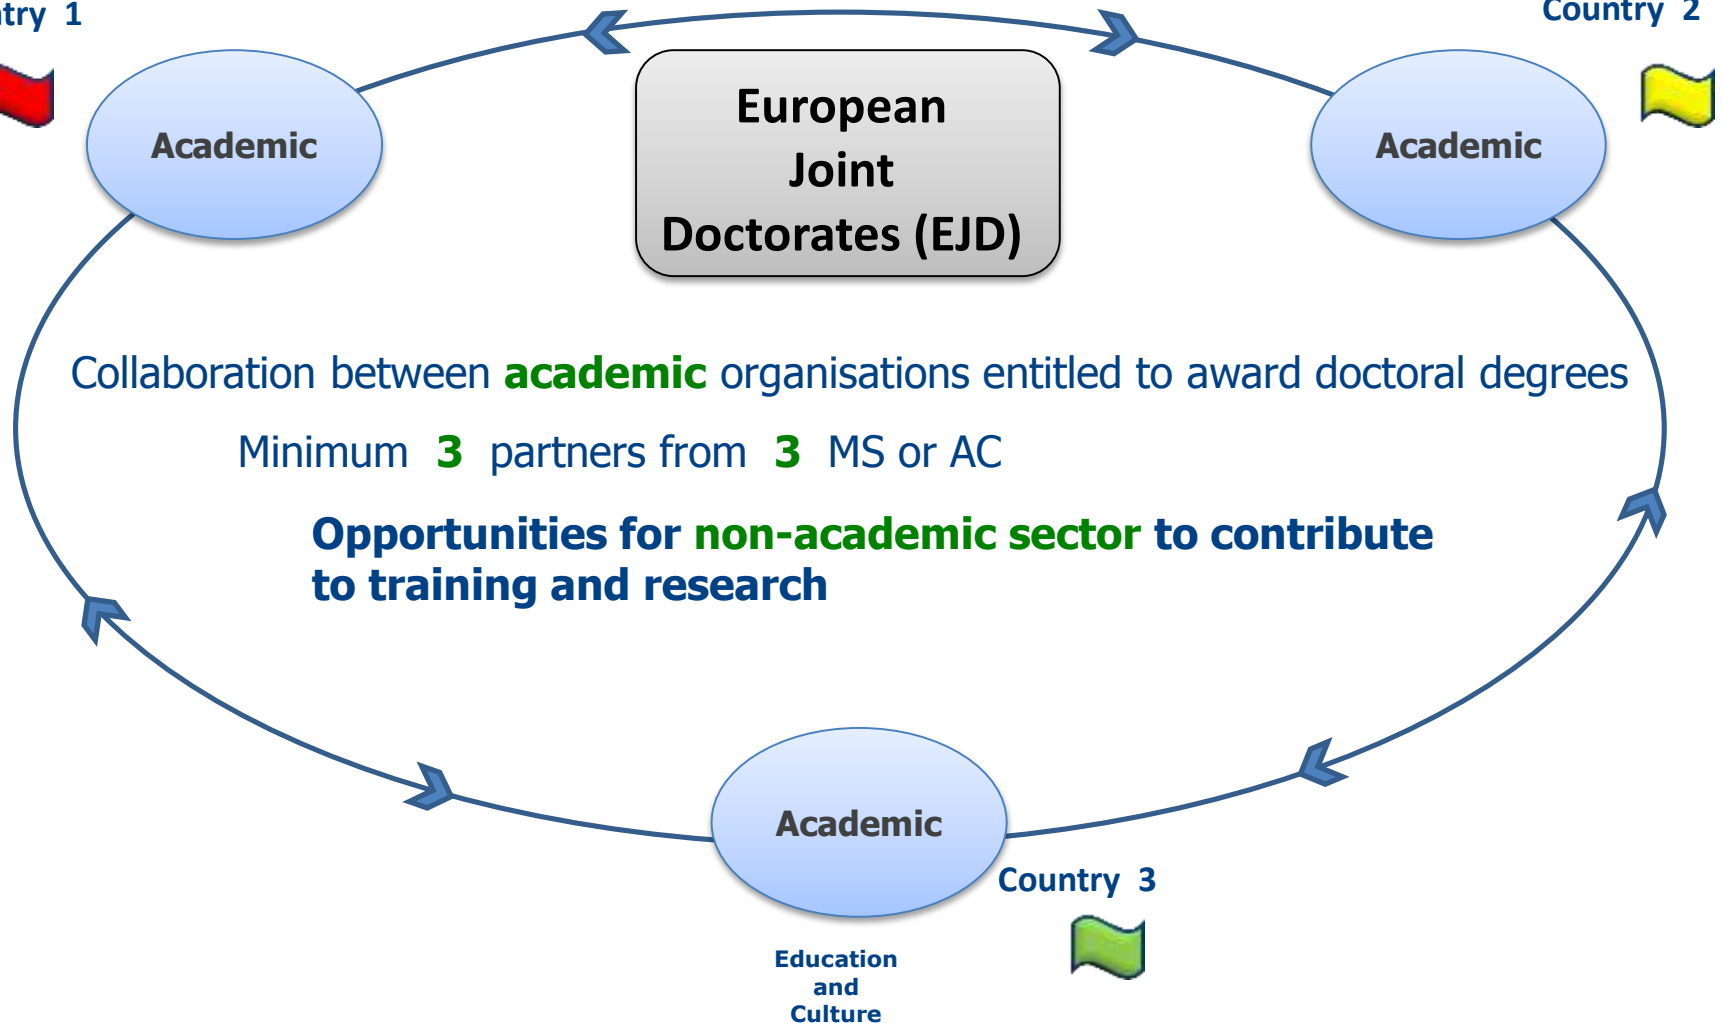 ntry 1
Country 2
Academic
European
Joint
Doctorates (EJD)
Academic
Collaboration between academic organisations entitled to award doctoral degrees
Minimum 3 partners from 3 MS or AC
Opportunities for non-academic sector to contribute
to training and research
Academic
Country 3
Education
and
Culture